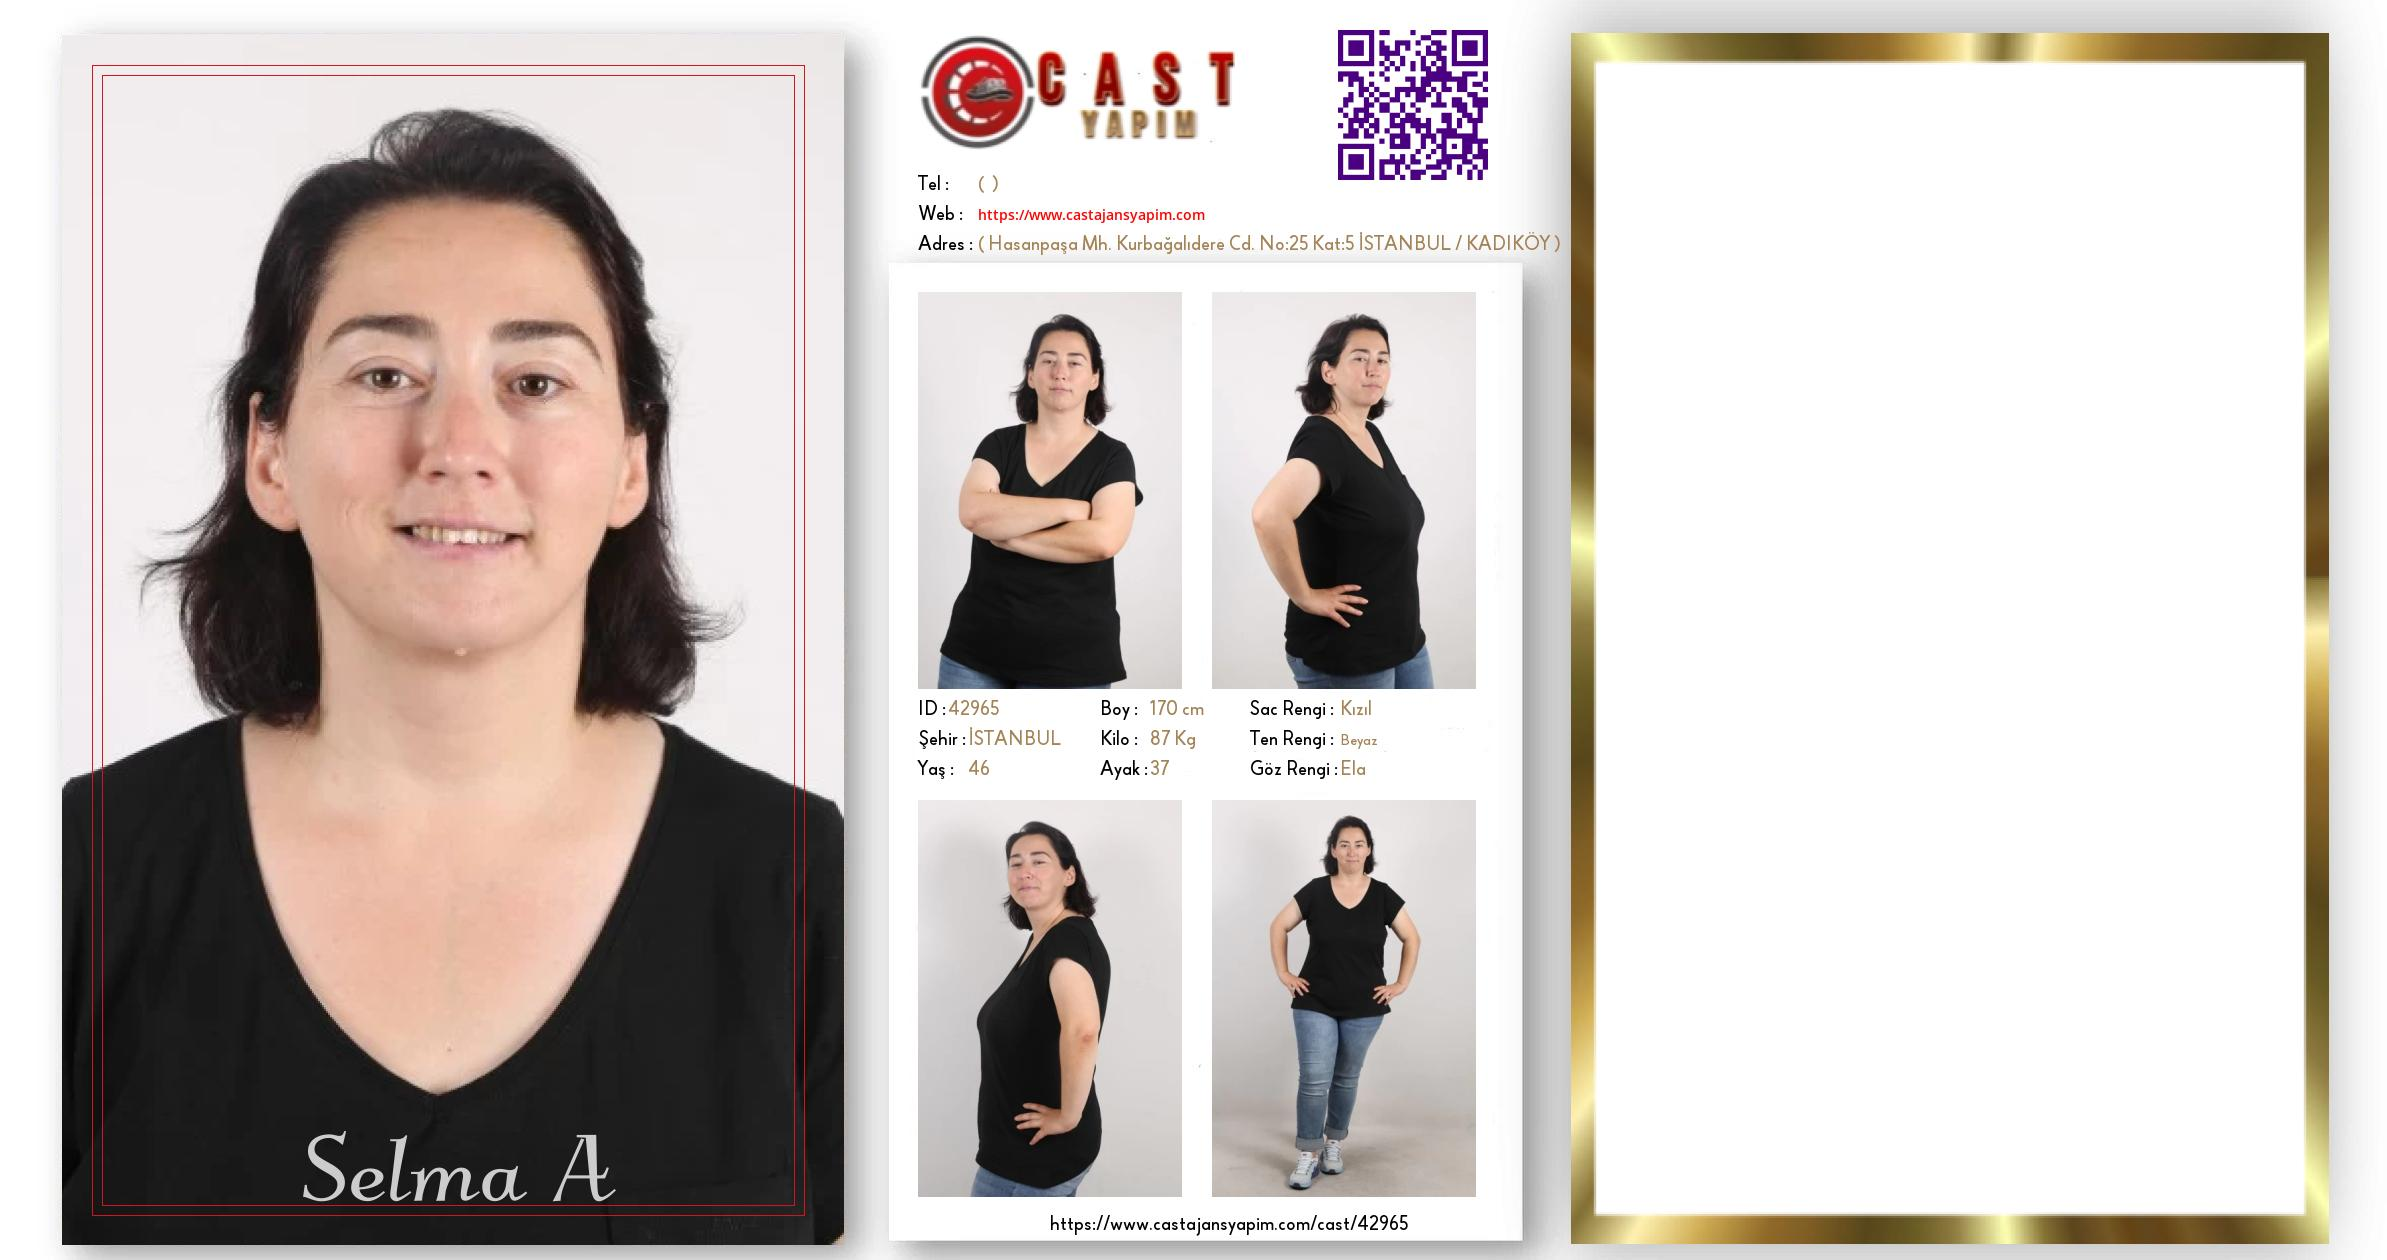 Selma A
CAST
YAPIM
Tel : ( )
Web : https://www.castajansyapim.com
Adres : ( Hasanpaşa Mh. Kurbağalıdere Cd. No:25 Kat:5 İSTANBUL / KADIKÖY )
ID : 42965 Boy : 170 cm Sac Rengi : Kızıl
Şehir : İSTANBUL Kilo : 87 Kg Ten Rengi : Beyaz
Yaş : 46 Ayak : 37 Göz Rengi : Ela
https://www.castajansyapim.com/cast/42965